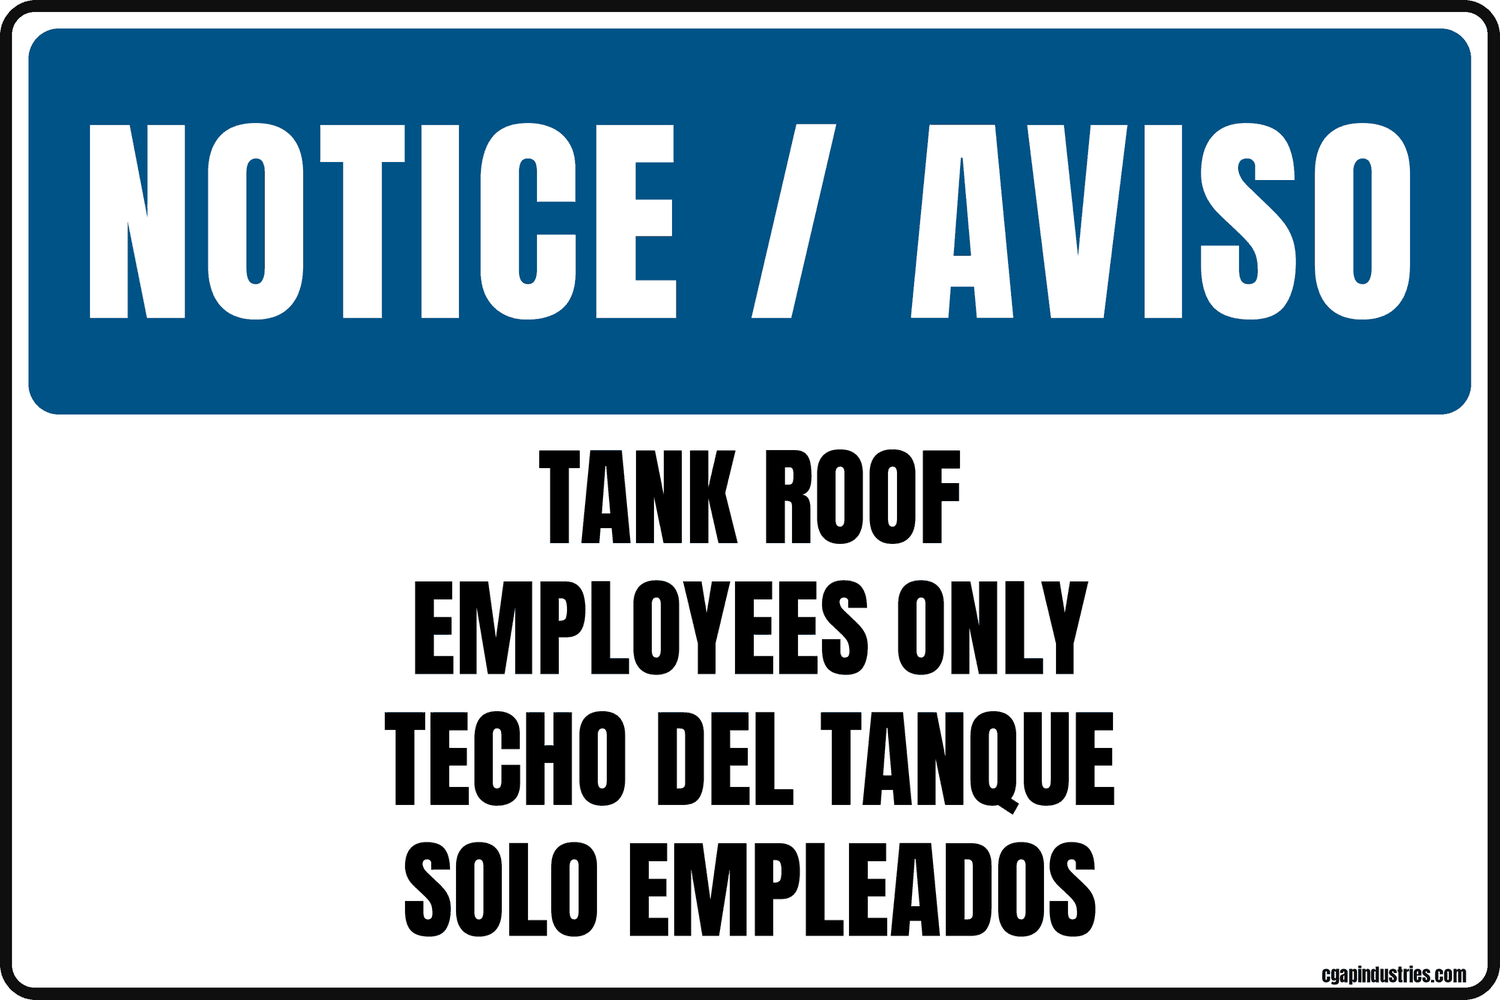 NOTICE / AVISO
TANK ROOF
EMPLOYEES ONLY
TECHO DEL TANQUE
SOLO EMPLEADOS
cgapindustries.com